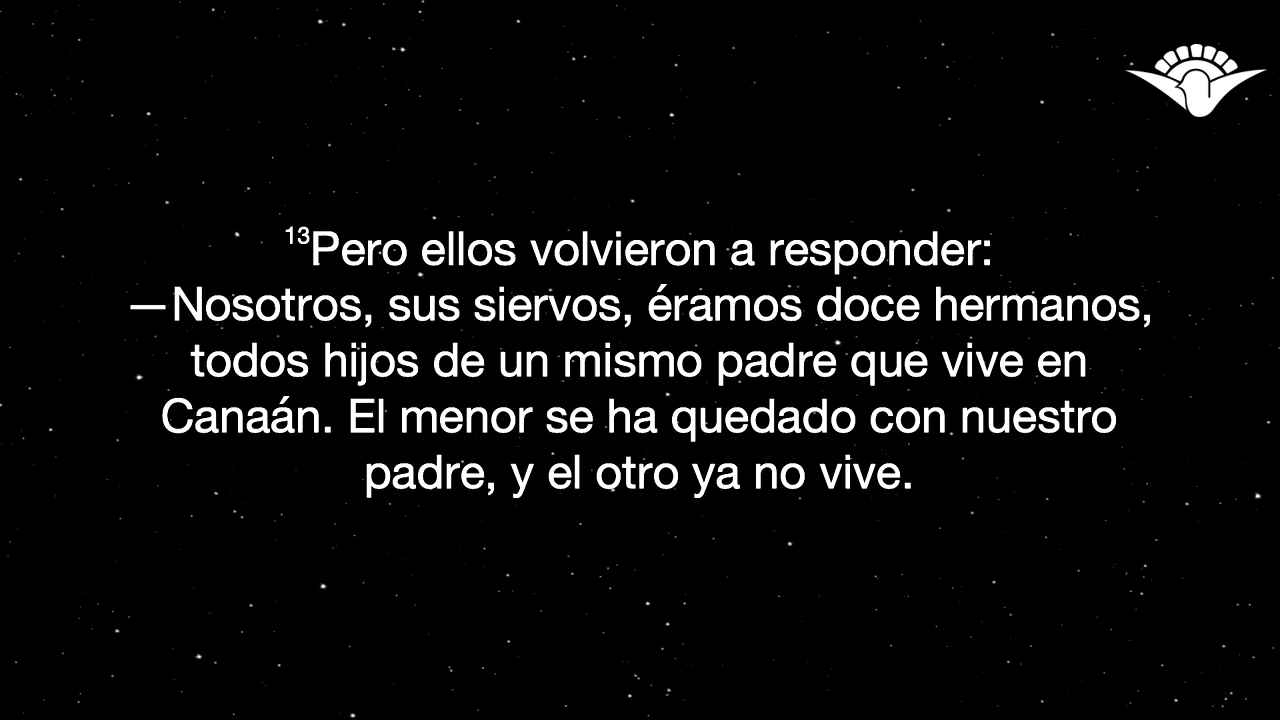 ¹³Pero ellos volvieron a responder:
—Nosotros, sus siervos, éramos doce hermanos,
todos hijos de un mismo padre que vive en
Canaán. El menor se ha quedado con nuestro
padre, y el otro ya no vive.